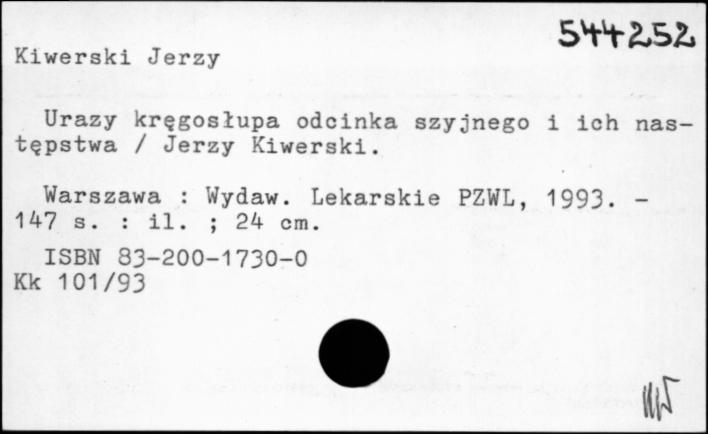 544252
Kiwerski Jerzy
Urazy kręgosłupa odcinka szyjnego i ich nas-
tępstwa / Jerzy Kiwerski.
Warszawa : Wydaw. Lekarskie PZWL, 1993. -
147 s. : il. ; 24 cm.
ISBN 83-200-1730-0
Kk 101/93